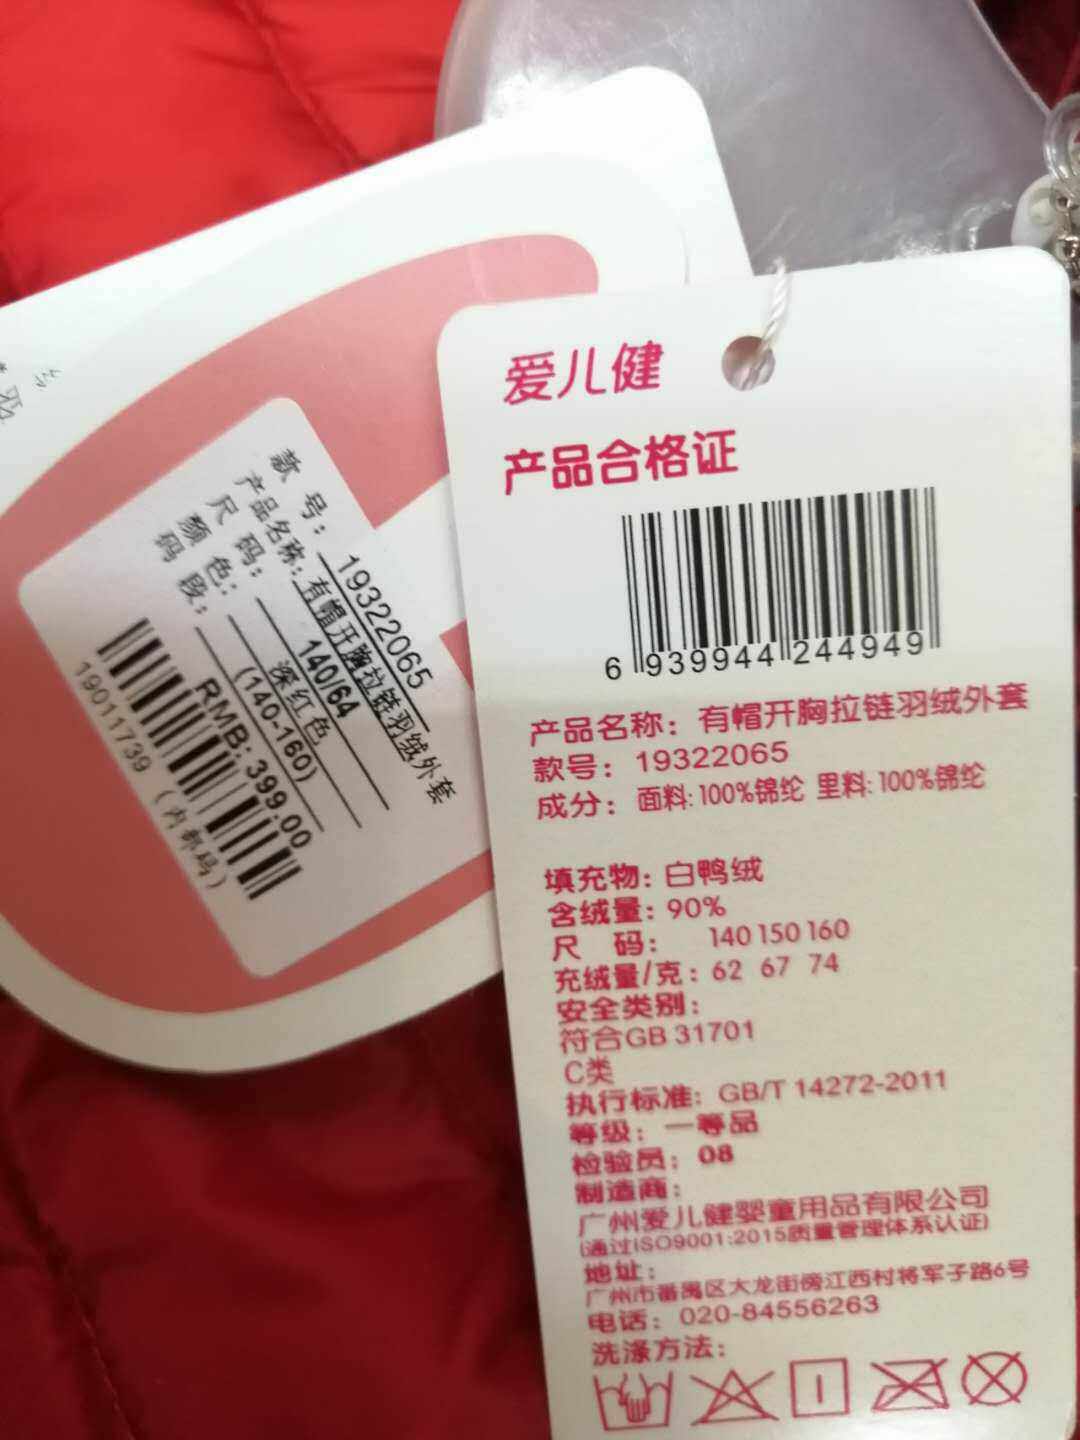 款 号: 19322065
产品名称: 有帽开胸拉链羽绒外套
尺 码: 140/64
颜 色: 深红色
码 段: (140-160)
RMB: 399.00
19011739 (内部码)
爱儿健
产品合格证
6 939944 244949
产品名称: 有帽开胸拉链羽绒外套
款号: 19322065
成分: 面料: 100%锦纶 里料: 100%锦纶
填充物: 白鸭绒
含绒量: 90%
尺 码: 140 150 160
充绒量/克: 62 67 74
安全类别:
符合GB 31701
C类
执行标准: GB/T 14272-2011
等级: 一等品
检验员: 08
制造商:
广州爱儿健婴童用品有限公司
(通过ISO9001:2015质量管理体系认证)
地址:
广州市番禺区大龙街傍江西村将军子路6号
电话: 020-84556263
洗涤方法: